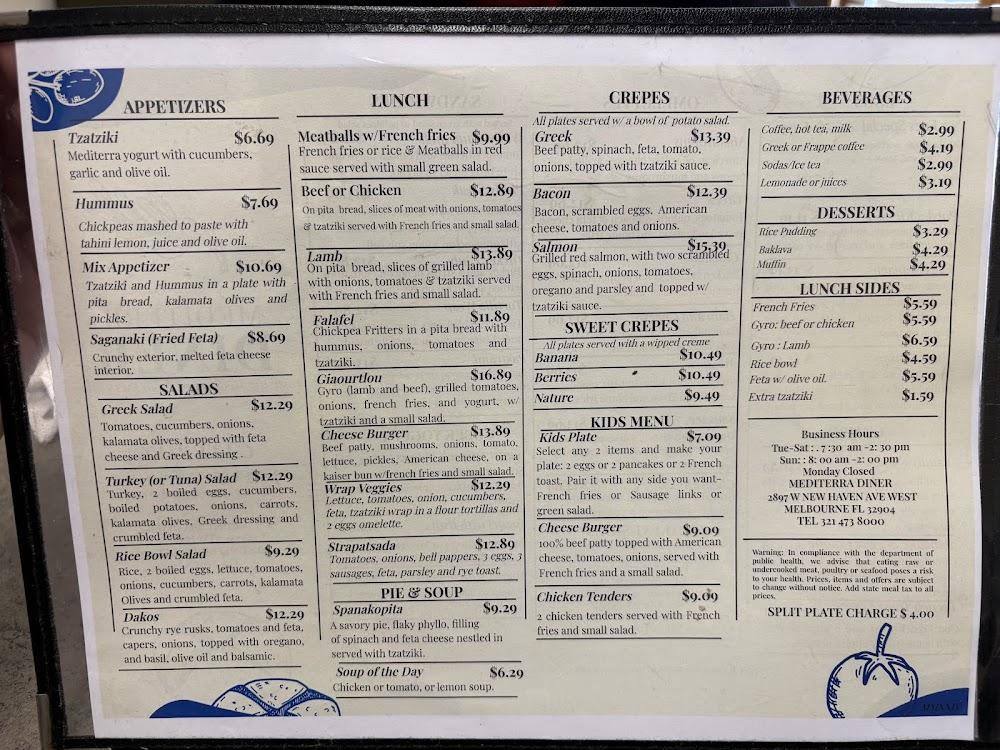 APPETIZERS
Tzatziki $6.69
Mediterra yogurt with cucumbers,
garlic and olive oil.
Hummus $7.69
Chickpeas mashed to paste with
tahini lemon, juice and olive oil.
Mix Appetizer $10.69
Tzatziki and Hummus in a plate with
pita bread, kalamata olives and
pickles.
Saganaki (Fried Feta) $8.69
Crunchy exterior, melted feta cheese
interior.
SALADS
Greek Salad $12.29
Tomatoes, cucumbers, onions,
kalamata olives, topped with feta
cheese and Greek dressing .
Turkey (or Tuna) Salad $12.29
Turkey, 2 boiled eggs, cucumbers,
boiled potatoes, onions, carrots,
kalamata olives, Greek dressing and
crumbled feta.
Rice Bowl Salad $9.29
Rice, 2 boiled eggs, lettuce, tomatoes,
onions, cucumbers, carrots, kalamata
Olives and crumbled feta.
Dakos $12.29
Crunchy rye rusks, tomatoes and feta,
capers, onions, topped with oregano,
and basil, olive oil and balsamic.
LUNCH
Meatballs w/French fries $9.99
French fries or rice & Meatballs in red
sauce served with small green salad.
Beef or Chicken $12.89
On pita bread, slices of meat with onions, tomatoes
& tzatziki served with French fries and small salad.
Lamb $13.89
On pita bread, slices of grilled lamb
with onions, tomatoes & tzatziki served
with French fries and small salad.
Falafel $11.89
Chickpea Fritters in a pita bread with
hummus, onions, tomatoes and
tzatziki.
Giaourtlou $16.89
Gyro (lamb and beef), grilled tomatoes,
onions, french fries, and yogurt, w/
tzatziki and a small salad.
Cheese Burger $13.89
Beef patty, mushrooms, onions, tomato,
lettuce, pickles, American cheese, on a
kaiser bun w/french fries and small salad.
Wrap Veggies $12.29
Lettuce, tomatoes, onion, cucumbers,
feta, tzatziki wrap in a flour tortillas and
2 eggs omelette.
Strapatsada $12.89
Tomatoes, onions, bell pappers, 3 eggs, 3
sausages, feta, parsley and rye toast.
PIE & SOUP
Spanakopita $9.29
A savory pie, flaky phyllo, filling
of spinach and feta cheese nestled in
served with tzatziki.
Soup of the Day $6.29
Chicken or tomato, or lemon soup.
CREPES
All plates served w/ a bowl of potato salad.
Greek $13.39
Beef patty, spinach, feta, tomato,
onions, topped with tzatziki sauce.
Bacon $12.39
Bacon, scrambled eggs, American
cheese, tomatoes and onions.
Salmon $15.39
Grilled red salmon, with two scrambled
eggs, spinach, onions, tomatoes,
oregano and parsley and topped w/
tzatziki sauce.
SWEET CREPES
All plates served with a wipped creme
Banana $10.49
Berries $10.49
Nature $9.49
KIDS MENU
Kids Plate $7.09
Select any 2 items and make your
plate: 2 eggs or 2 pancakes or 2 French
toast. Pair it with any side you want-
French fries or Sausage links or
green salad.
Cheese Burger $9.09
100% beef patty topped with American
cheese, tomatoes, onions, served with
French fries and a small salad.
Chicken Tenders $9.09
2 chicken tenders served with French
fries and small salad.
BEVERAGES
Coffee, hot tea, milk $2.99
Greek or Frappe coffee $4.19
Sodas/Ice tea $2.99
Lemonade or juices $3.19
DESSERTS
Rice Pudding $3.29
Baklava $4.29
Muffin $4.29
LUNCH SIDES
French Fries $5.59
Gyro: beef or chicken $5.59
Gyro : Lamb $6.59
Rice bowl $4.59
Feta w/ olive oil. $5.59
Extra tzatziki $1.59
Business Hours
Tue-Sat : . 7 :30 am -2: 30 pm
Sun: : 8: 00 am -2: 00 pm
Monday Closed
MEDITERRA DINER
2897 W NEW HAVEN AVE WEST
MELBOURNE FL 32904
TEL 321 473 8000
Warning: In compliance with the department of
public health, we advise that eating raw or
undercooked meat, poultry or seafood poses a risk
to your health. Prices, items and offers are subject
to change without notice. Add state meal tax to all
prices.
SPLIT PLATE CHARGE $ 4.00
MMXXIV